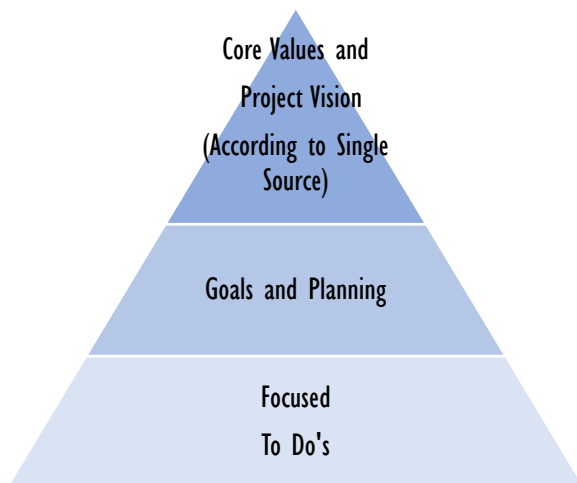 Core Values and
Project Vision
(According to Single
Source)
Goals and Planning
Focused
To Do's